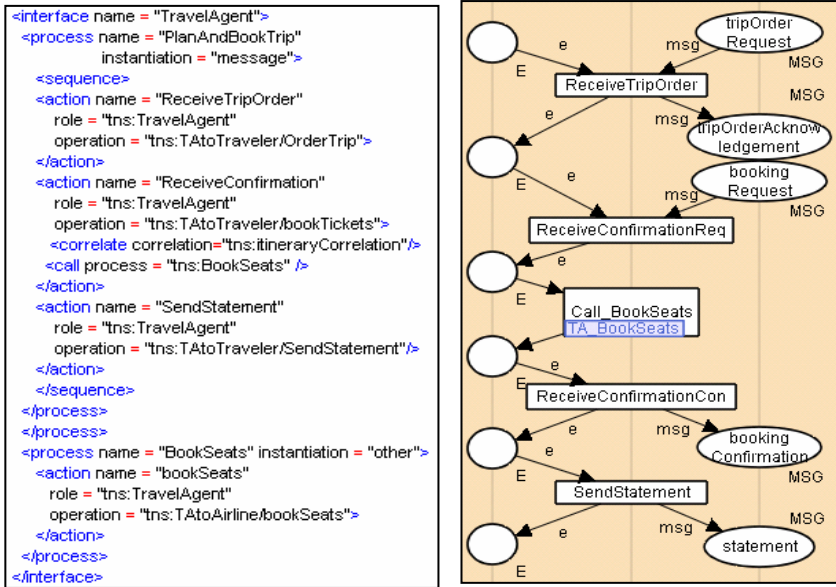 <interface name = "TravelAgent">
<process name = "PlanAndBookTrip"
instantiation = "message">
<sequence>
<action name = "ReceiveTripOrder"
role = "tns:TravelAgent"
operation = "tns:TAtoTraveler/OrderTrip">
</action>
<action name = "ReceiveConfirmation"
role = "tns:TravelAgent"
operation = "tns:TAtoTraveler/bookTickets">
<correlate correlation="tns:itineraryCorrelation"/>
<call process = "tns:BookSeats" />
</action>
<action name = "SendStatement"
role = "tns:TravelAgent"
operation = "tns:TAtoTraveler/SendStatement"/>
</action>
</sequence>
</process>
</process>
<process name = "BookSeats" instantiation = "other">
<action name = "bookSeats"
role = "tns:TravelAgent"
operation = "tns:TAtoAirline/bookSeats">
</action>
</process>
</interface>
tripOrder
Request
MSG
e
msg
E
ReceiveTripOrder
MSG
e
msg
tripOrderAcknow
ledgement
E
e
booking
Request
msg
MSG
ReceiveConfirmationReq
e
E
Call_BookSeats
TA_BookSeats
e
E
ReceiveConfirmationCon
e
msg
booking
Confirmation
E
e
MSG
SendStatement
MSG
e
msg
statement
E